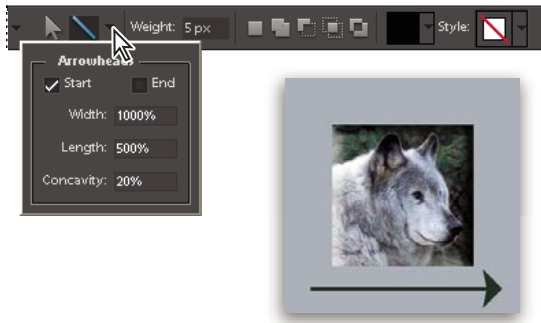 Weight: 5 px Style:
Arrowheads
Start End
Width: 1000%
Length: 500%
Concavity: 20%